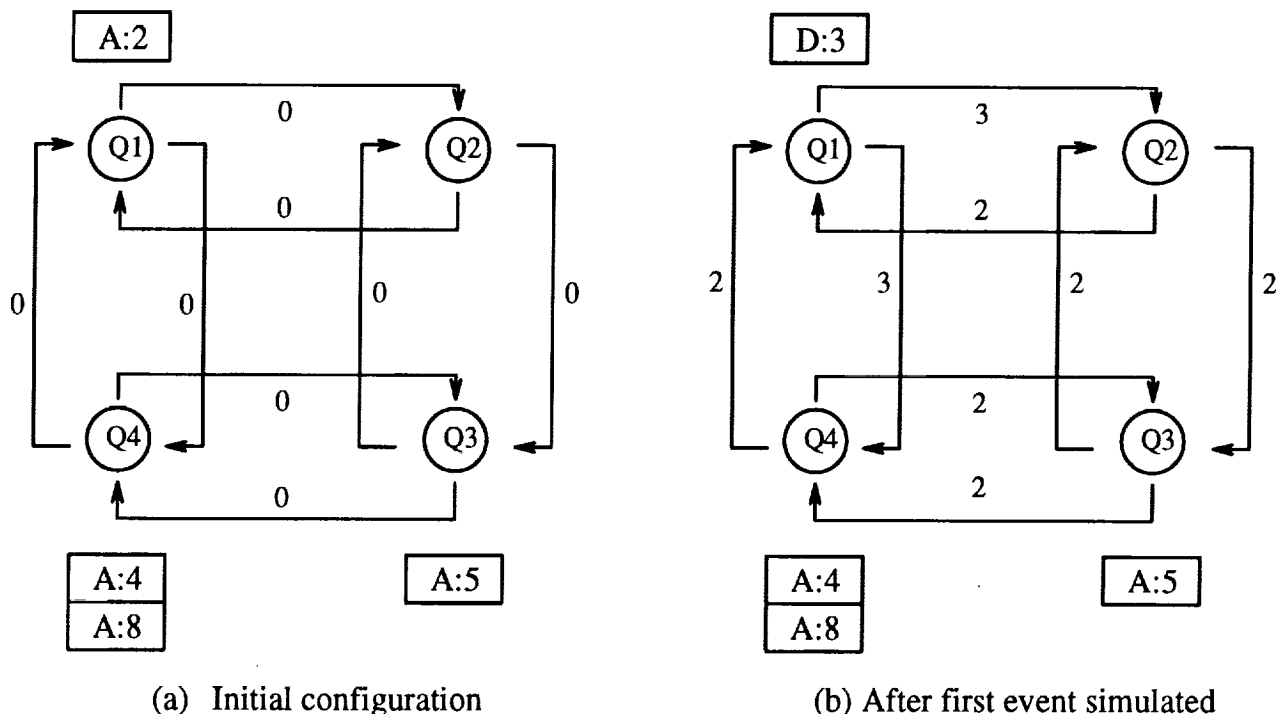 A:2
0
Q1
Q2
0
0
0
0
0
0
Q4
Q3
0
A:4
A:8
A:5
(a) Initial configuration
D:3
3
Q1
Q2
2
2
3
2
2
2
Q4
Q3
2
A:4
A:8
A:5
(b) After first event simulated